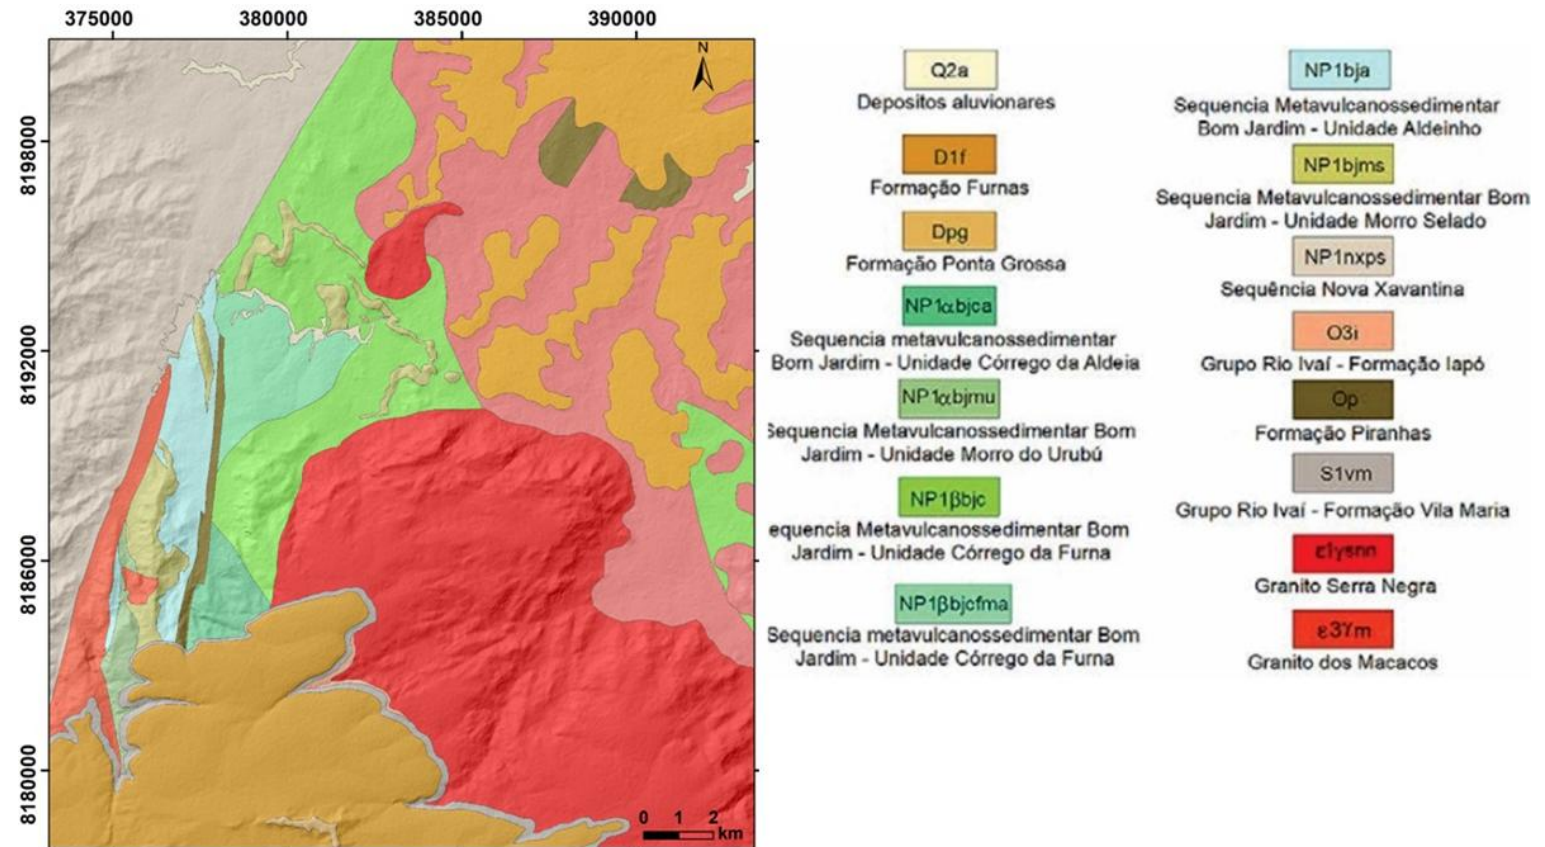 375000 380000 385000 390000
N
8198000
8192000
8186000
8180000
0 1 2
km
Q2a
Depositos aluvionares
D1f
Formação Furnas
Dpg
Formação Ponta Grossa
NP1αbjca
Sequencia metavulcanossedimentar
Bom Jardim - Unidade Córrego da Aldeia
NP1αbjmu
Sequencia Metavulcanossedimentar Bom
Jardim - Unidade Morro do Urubú
NP1βbjc
equencia Metavulcanossedimentar Bom
Jardim - Unidade Córrego da Furna
NP1βbjcfma
Sequencia metavulcanossedimentar Bom
Jardim - Unidade Córrego da Furna
NP1bja
Sequencia Metavulcanossedimentar
Bom Jardim - Unidade Aldeinho
NP1bjms
Sequencia Metavulcanossedimentar Bom
Jardim - Unidade Morro Selado
NP1nxps
Sequência Nova Xavantina
O3i
Grupo Rio Ivaí - Formação Iapó
Op
Formação Piranhas
S1vm
Grupo Rio Ivaí - Formação Vila Maria
ε1γsnn
Granito Serra Negra
ε3γm
Granito dos Macacos